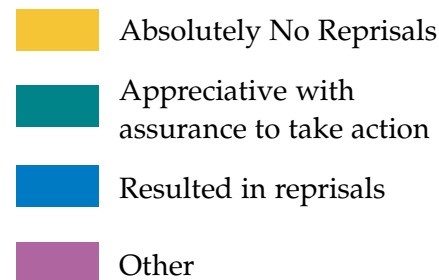 Absolutely No Reprisals
Appreciative with
assurance to take action
Resulted in reprisals
Other